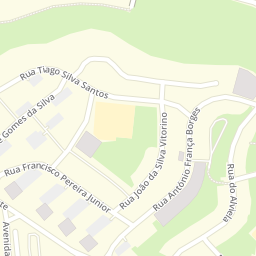 Rua Tiago Silva Santos
Gomes da Silva
Rua João da Silva Vitorino
Rua António França Borges
Rua Francisco Pereira Junior
Rua do Alviela
Avenida